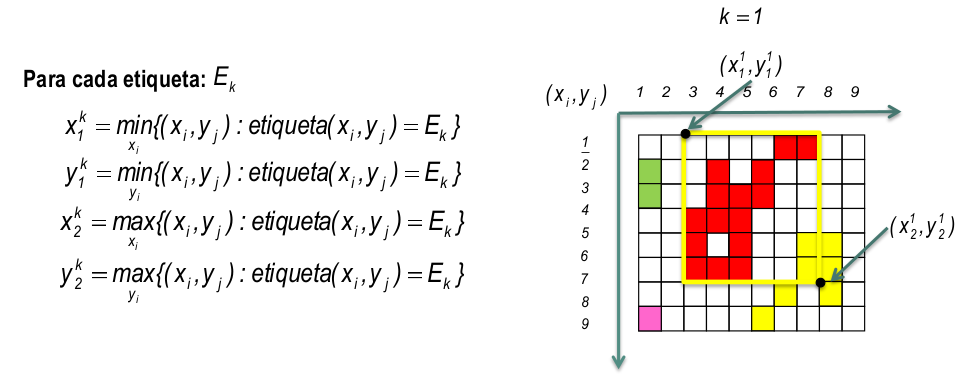 k = 1
Para cada etiqueta: E_k
x_1^k = min_{x_i}{(x_i, y_j) : etiqueta(x_i, y_j) = E_k}
y_1^k = min_{y_i}{(x_i, y_j) : etiqueta(x_i, y_j) = E_k}
x_2^k = max_{x_i}{(x_i, y_j) : etiqueta(x_i, y_j) = E_k}
y_2^k = max_{y_i}{(x_i, y_j) : etiqueta(x_i, y_j) = E_k}
(x_1^1, y_1^1)
(x_i, y_j) 1 2 3 4 5 6 7 8 9
1
2
3
4
5
6
7
8
9
(x_2^1, y_2^1)